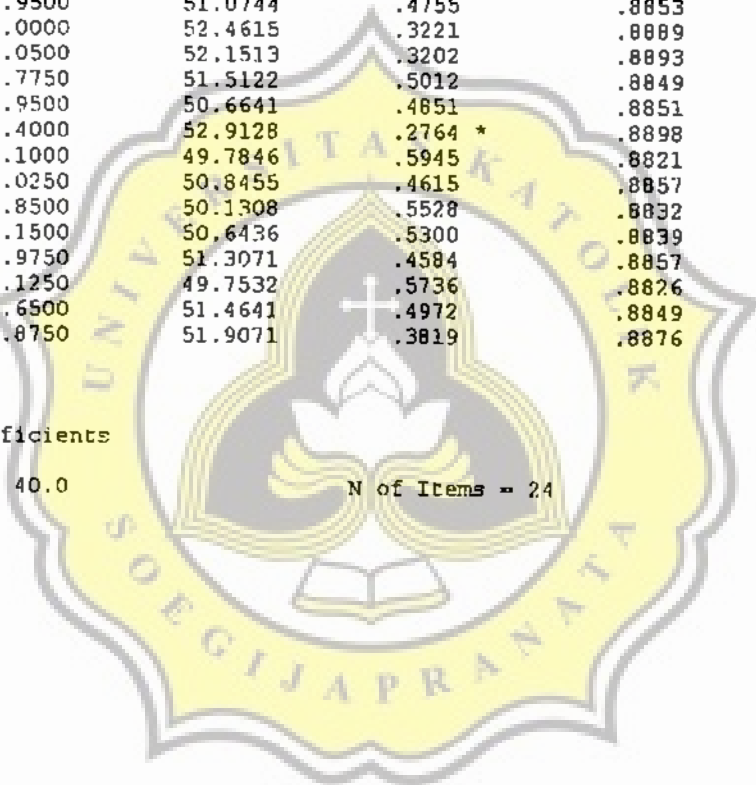 .9500 51.0744 .4755 .8853
.0000 52.4615 .3221 .8889
.0500 52.1513 .3202 .8893
.7750 51.5122 .5012 .8849
.9500 50.6641 .4851 .8851
.4000 52.9128 .2764 * .8898
.1000 49.7846 .5945 .8821
.0250 50.8455 .4615 .8857
.8500 50.1308 .5528 .8832
.1500 50.6436 .5300 .8839
.9750 51.3071 .4584 .8857
.1250 49.7532 .5736 .8826
.6500 51.4641 .4972 .8849
.8750 51.9071 .3819 .8876
ficients
40.0 N of Items = 24
UNIVERSITAS KATOLIK
SOEGIJAPRANATA